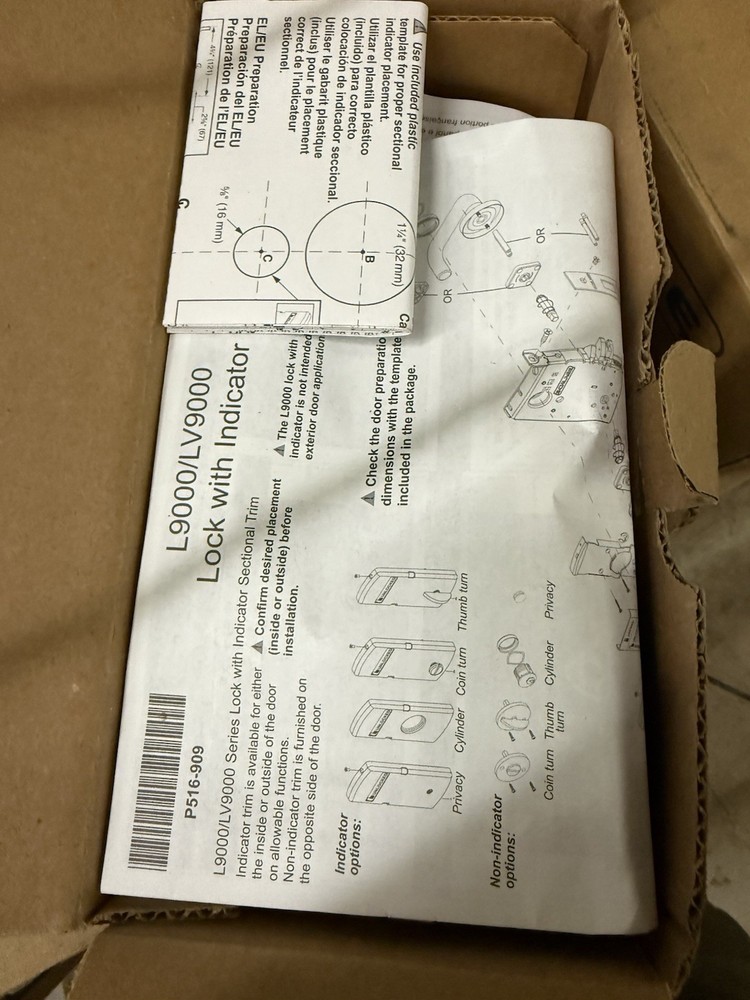 Use included plastic
template for proper sectional
indicator placement.
Utilizar el plantilla plástico
(incluido) para correcto
colocación de indicador seccional.
Utiliser le gabarit plastique
(inclus) pour le placement
correct de l'indicateur
sectionnel.
EL/EU Preparation
Preparación del EL/EU
Préparation de l'EL/EU
2⅝" (67)
G
1¼" (32 mm)
B
⅝" (16 mm)
C
Ca
G
portion française
P516-909
L9000/LV9000
Lock with Indicator
L9000/LV9000 Series Lock with Indicator Sectional Trim
Indicator trim is available for either
the inside or outside of the door
on allowable functions.
Non-indicator trim is furnished on
the opposite side of the door.
Confirm desired placement
(inside or outside) before
installation.
The L9000 lock with
indicator is not intended
exterior door application
Check the door preparatio
dimensions with the template
included in the package.
Indicator
options:
Privacy
Cylinder
Coin turn
Thumb turn
Non-indicator
options:
Coin turn
Thumb
turn
Cylinder
Privacy
OR
OR